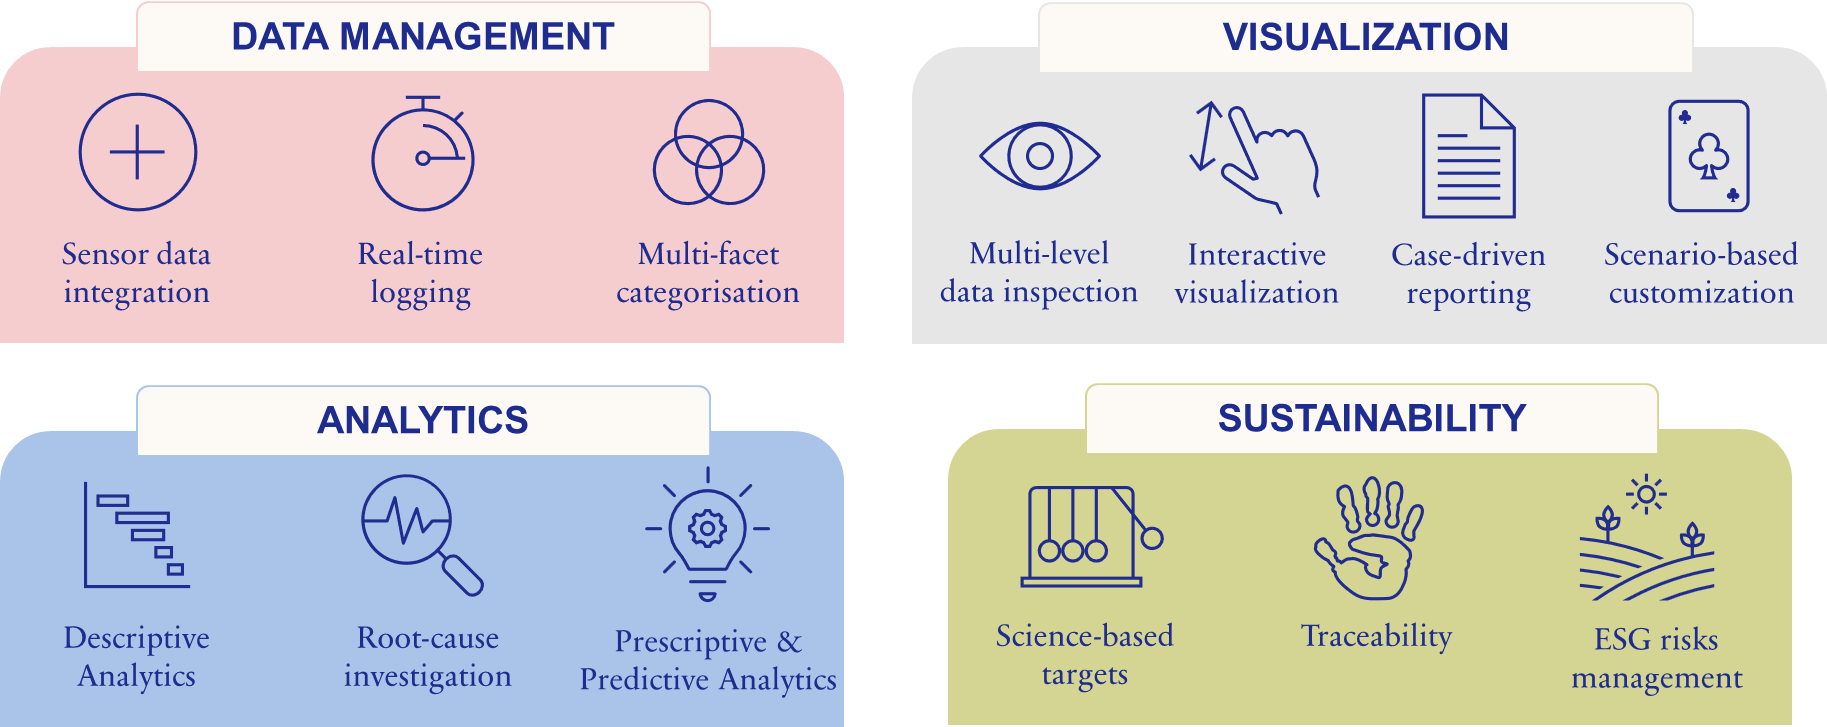 DATA MANAGEMENT
Sensor data
integration
Real-time
logging
Multi-facet
categorisation
VISUALIZATION
Multi-level
data inspection
Interactive
visualization
Case-driven
reporting
Scenario-based
customization
ANALYTICS
Descriptive
Analytics
Root-cause
investigation
Prescriptive &
Predictive Analytics
SUSTAINABILITY
Science-based
targets
Traceability
ESG risks
management